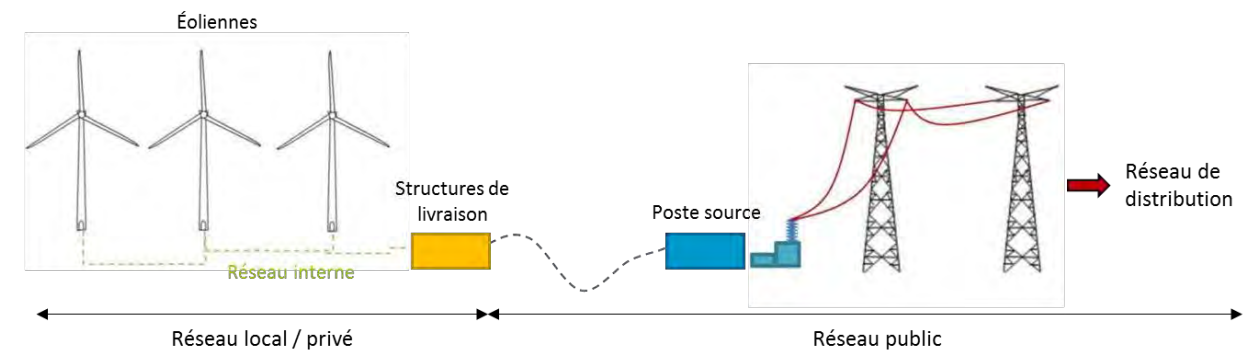 Éoliennes
Structures de
livraison
Poste source
Réseau de
distribution
Réseau interne
Réseau local / privé
Réseau public